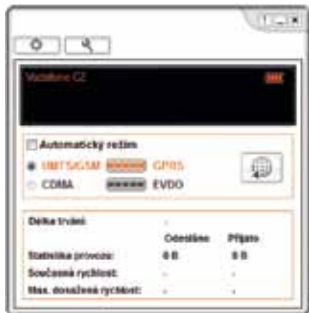 Vodafone CZ
Automatický režim
UMTS/GSM GPRS
CDMA EVDO
Délka trvání: -
Odesláno Přijato
Statistika provozu: 0 B 0 B
Současná rychlost: - -
Max. dosažená rychlost: - -